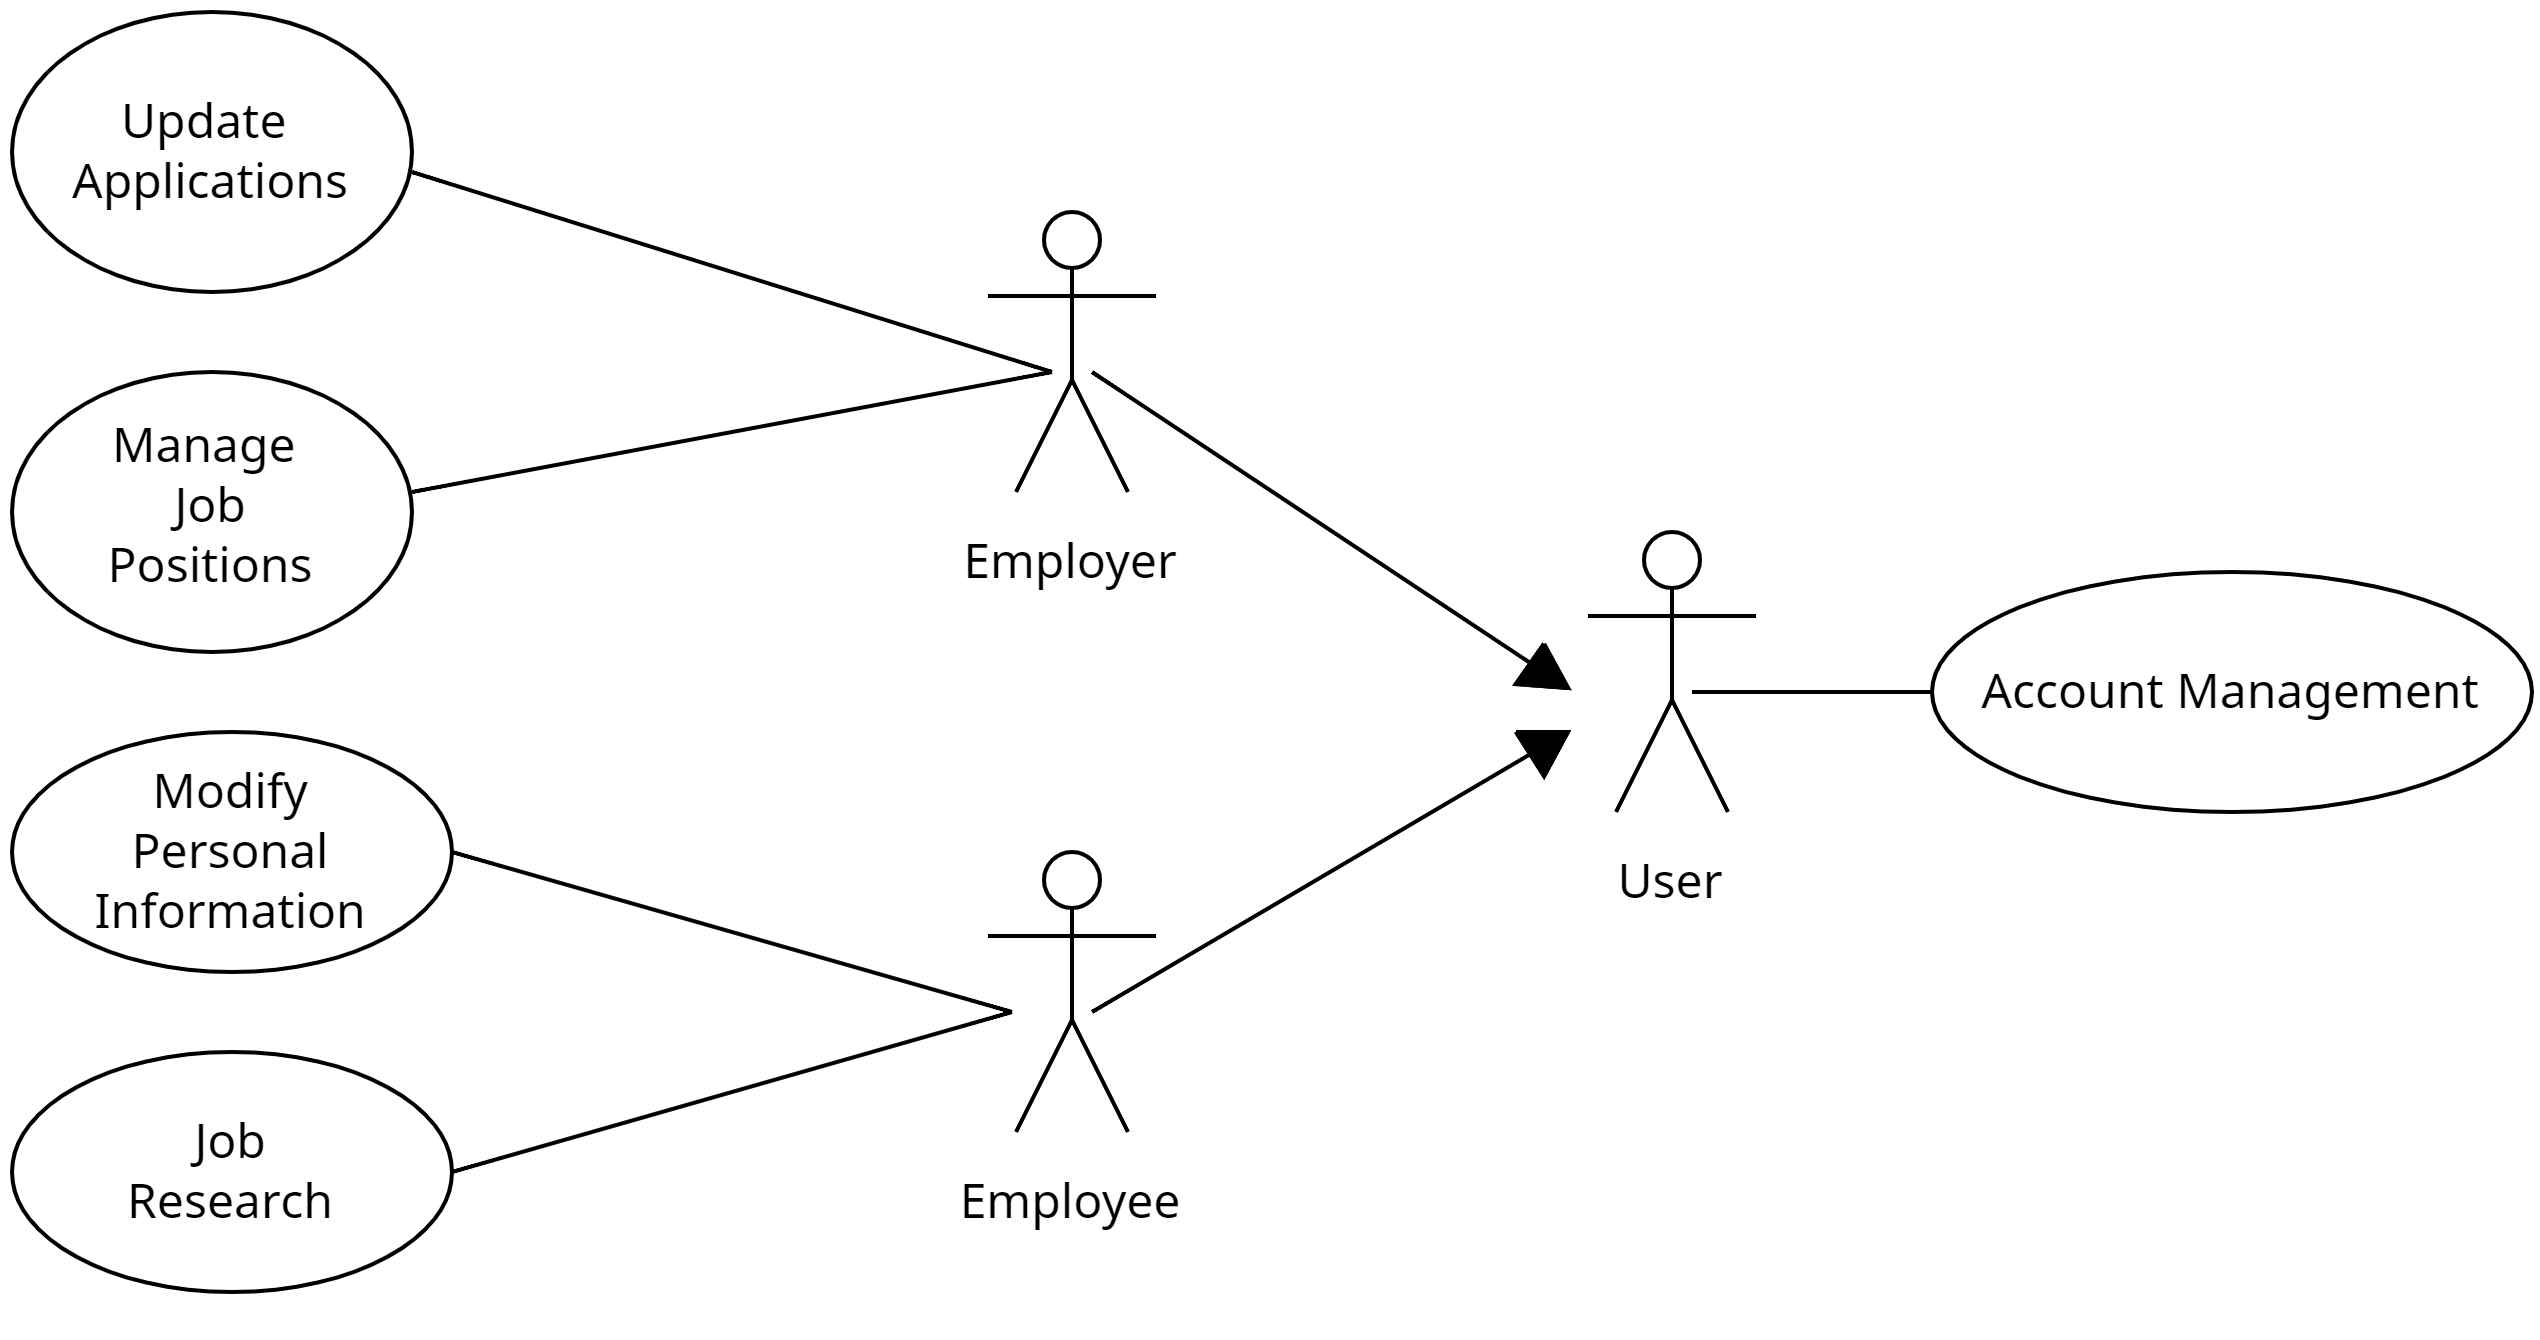 Update
Applications
Manage
Job
Positions
Employer
Account Management
Modify
Personal
Information
User
Job
Research
Employee